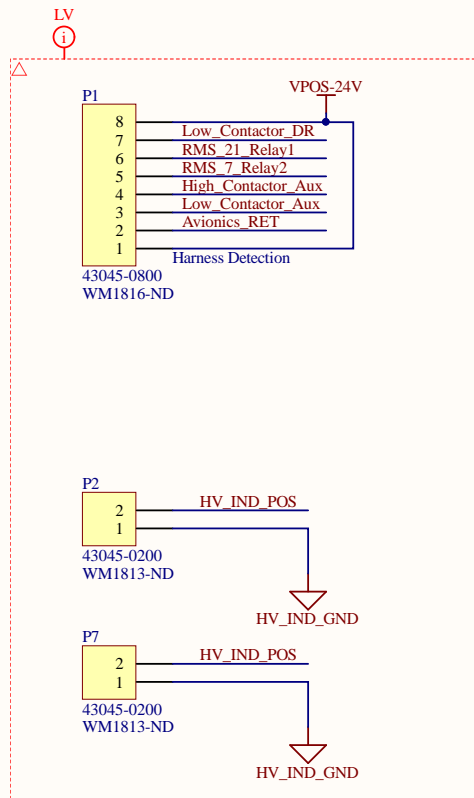 LV
i
P1
VPOS-24V
8
7 Low_Contactor_DR
6 RMS_21_Relay1
5 RMS_7_Relay2
4 High_Contactor_Aux
3 Low_Contactor_Aux
2 Avionics_RET
1
Harness Detection
43045-0800
WM1816-ND
P2
2 HV_IND_POS
1
43045-0200
WM1813-ND
HV_IND_GND
P7
2 HV_IND_POS
1
43045-0200
WM1813-ND
HV_IND_GND